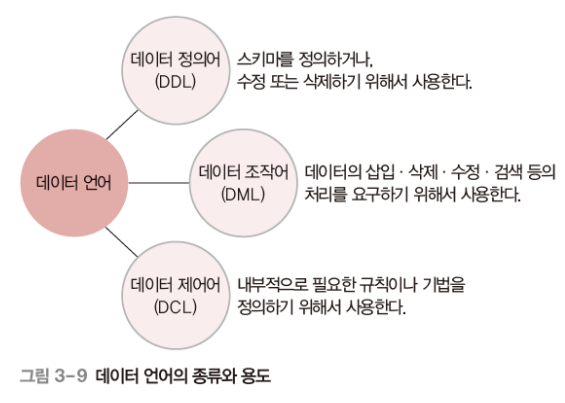 데이터 정의어
(DDL)
스키마를 정의하거나,
수정 또는 삭제하기 위해서 사용한다.
데이터 언어
데이터 조작어
(DML)
데이터의 삽입 · 삭제 · 수정 · 검색 등의
처리를 요구하기 위해서 사용한다.
데이터 제어어
(DCL)
내부적으로 필요한 규칙이나 기법을
정의하기 위해서 사용한다.
그림 3-9 데이터 언어의 종류와 용도